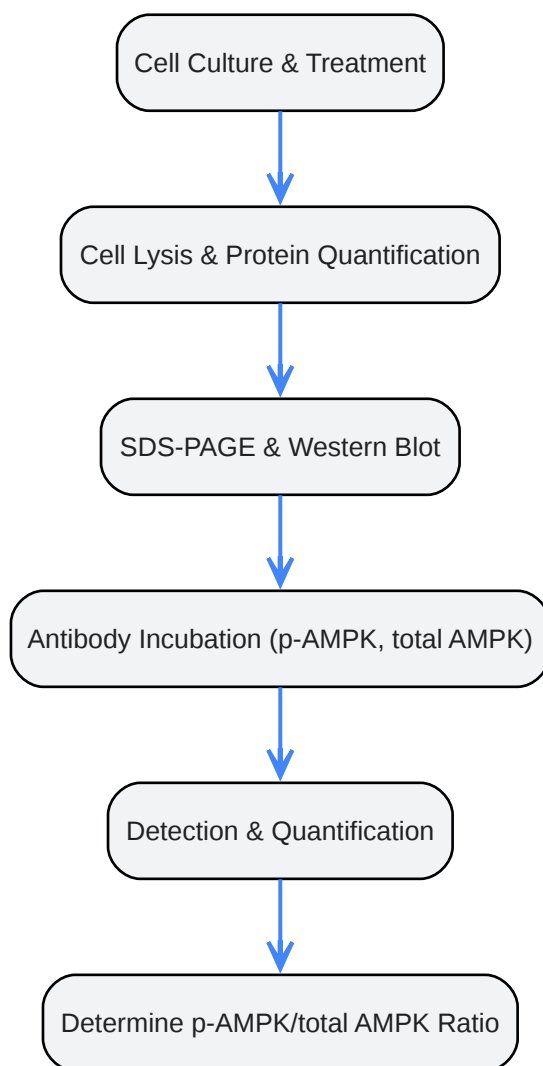 Cell Culture & Treatment
Cell Lysis & Protein Quantification
SDS-PAGE & Western Blot
Antibody Incubation (p-AMPK, total AMPK)
Detection & Quantification
Determine p-AMPK/total AMPK Ratio